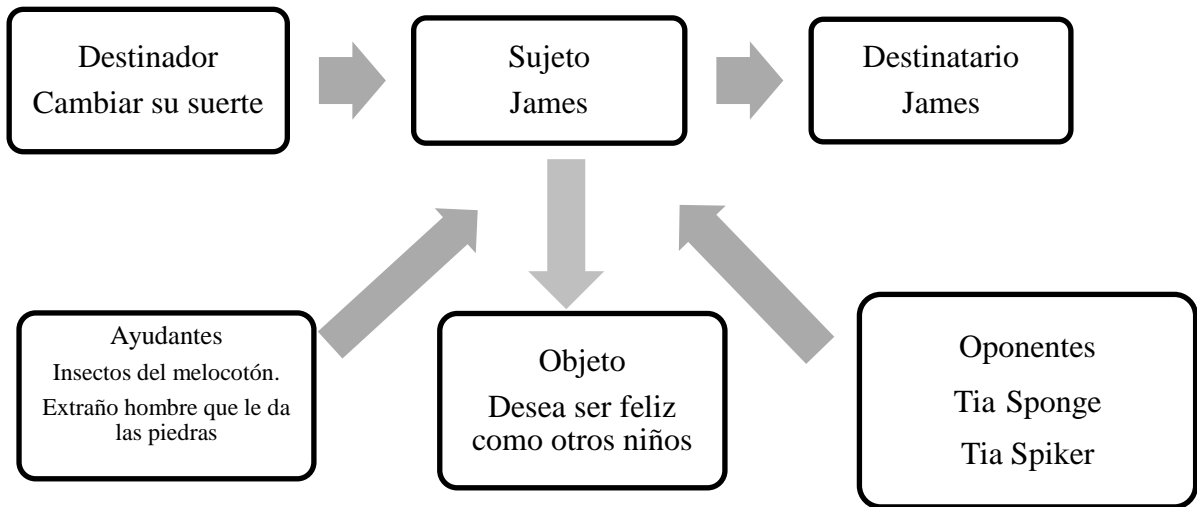 Destinador
Cambiar su suerte
Sujeto
James
Destinatario
James
Ayudantes
Insectos del melocotón.
Extraño hombre que le da
las piedras
Objeto
Desea ser feliz
como otros niños
Oponentes
Tia Sponge
Tia Spiker